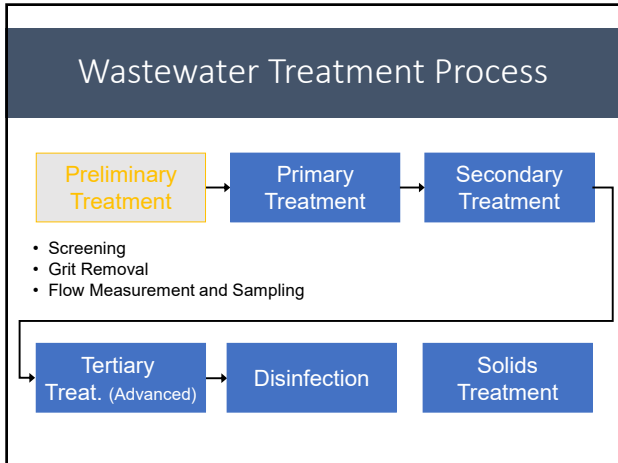 Wastewater Treatment Process
Preliminary
Treatment
Primary
Treatment
Secondary
Treatment
• Screening
• Grit Removal
• Flow Measurement and Sampling
Tertiary
Treat. (Advanced)
Disinfection
Solids
Treatment